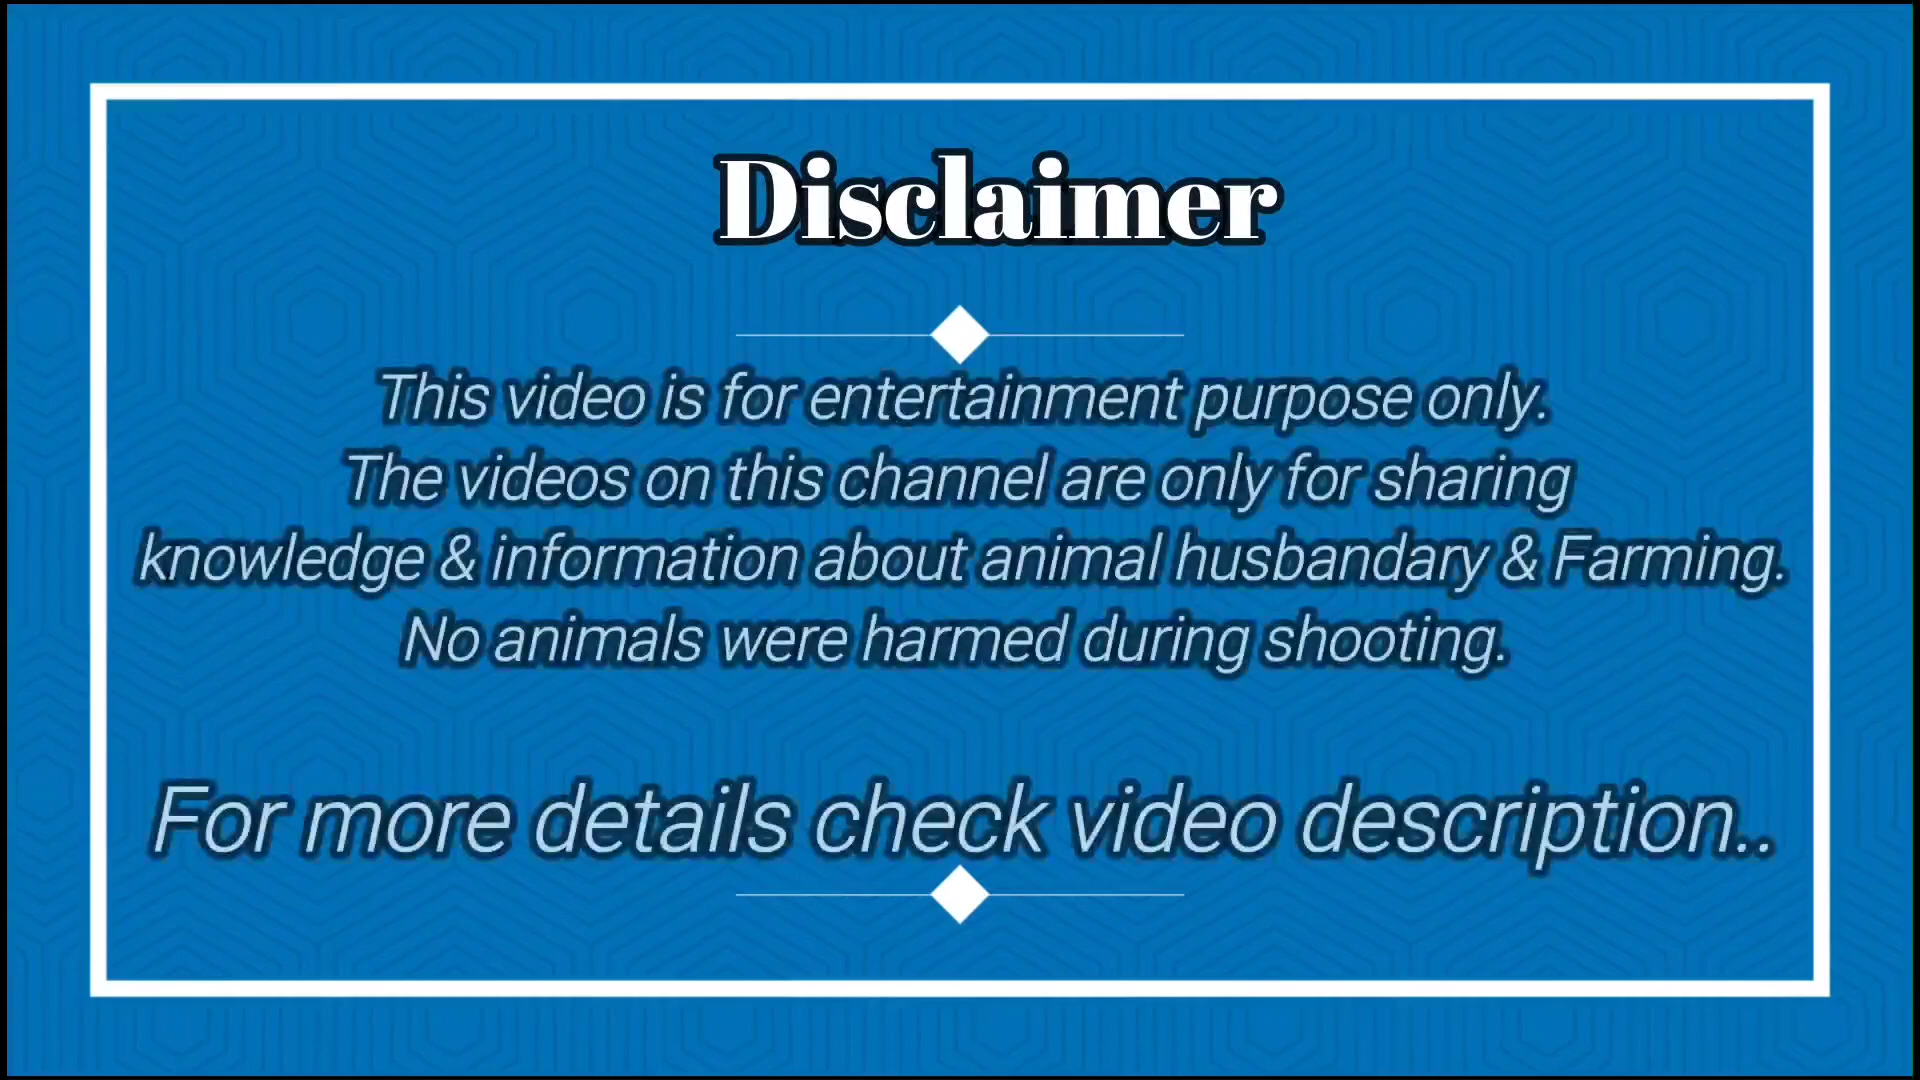 Disclaimer
This video is for entertainment purpose only.
The videos on this channel are only for sharing
knowledge & information about animal husbandary & Farming.
No animals were harmed during shooting.
For more details check video description..